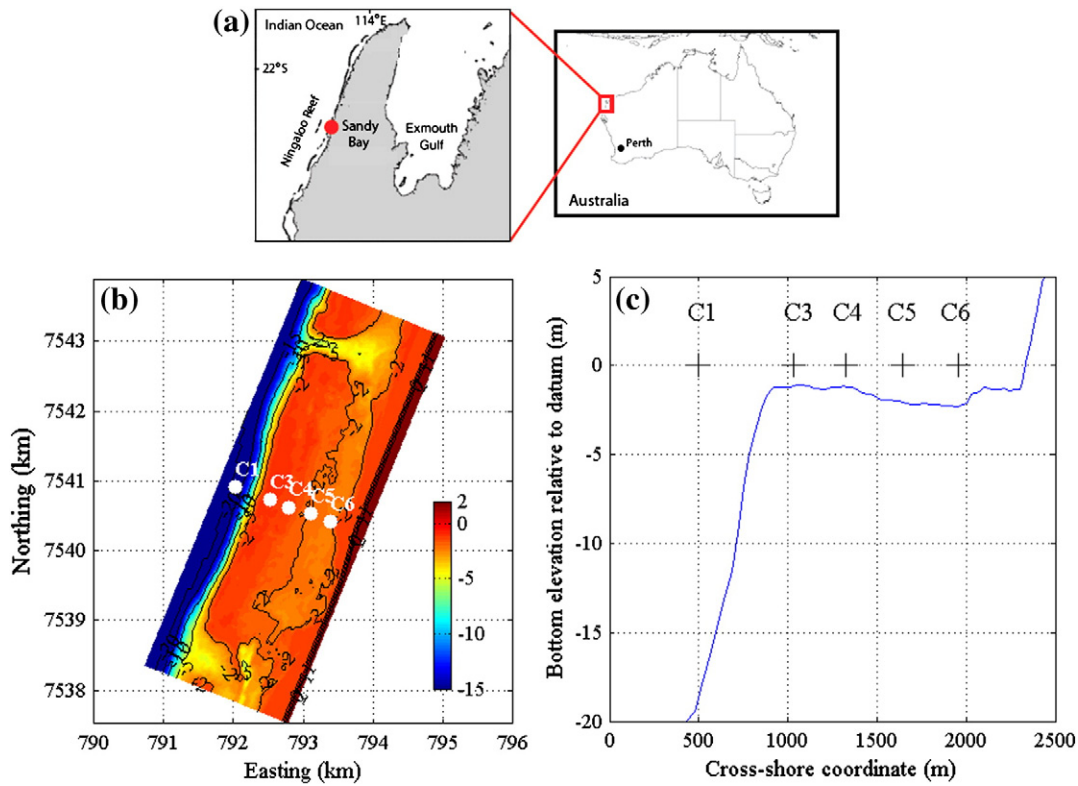 (a)
Indian Ocean
114°E
22°S
Ningaloo Reef
Sandy
Bay
Exmouth
Gulf
Perth
Australia
(b)
7543
7542
7541
7540
7539
7538
Northing (km)
790
791
792
793
794
795
796
Easting (km)
C1
C3
C4
C5
C6
2
0
-5
-10
-15
(c)
5
0
-5
-10
-15
-20
Bottom elevation relative to datum (m)
C1
C3
C4
C5
C6
0
500
1000
1500
2000
2500
Cross-shore coordinate (m)